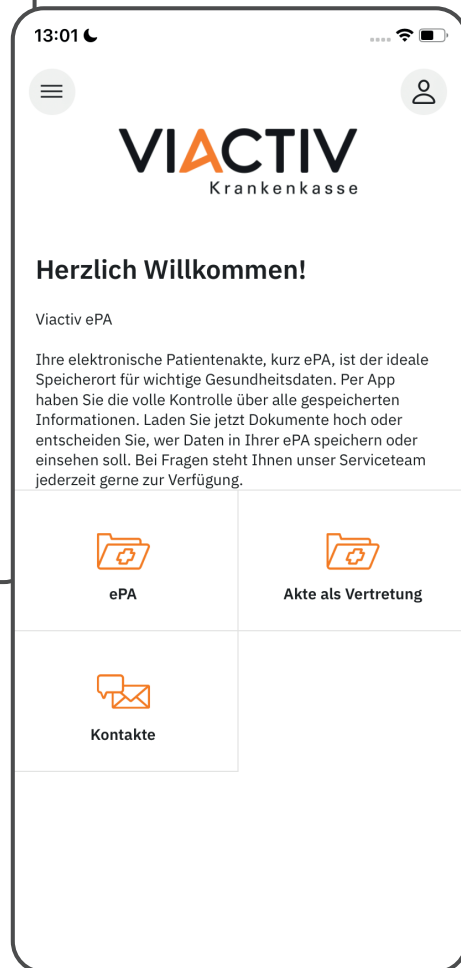 13:01
VIACTIV
Krankenkasse
Herzlich Willkommen!
Viactiv ePA
Ihre elektronische Patientenakte, kurz ePA, ist der ideale
Speicherort für wichtige Gesundheitsdaten. Per App
haben Sie die volle Kontrolle über alle gespeicherten
Informationen. Laden Sie jetzt Dokumente hoch oder
entscheiden Sie, wer Daten in Ihrer ePA speichern oder
einsehen soll. Bei Fragen steht Ihnen unser Serviceteam
jederzeit gerne zur Verfügung.
ePA
Akte als Vertretung
Kontakte